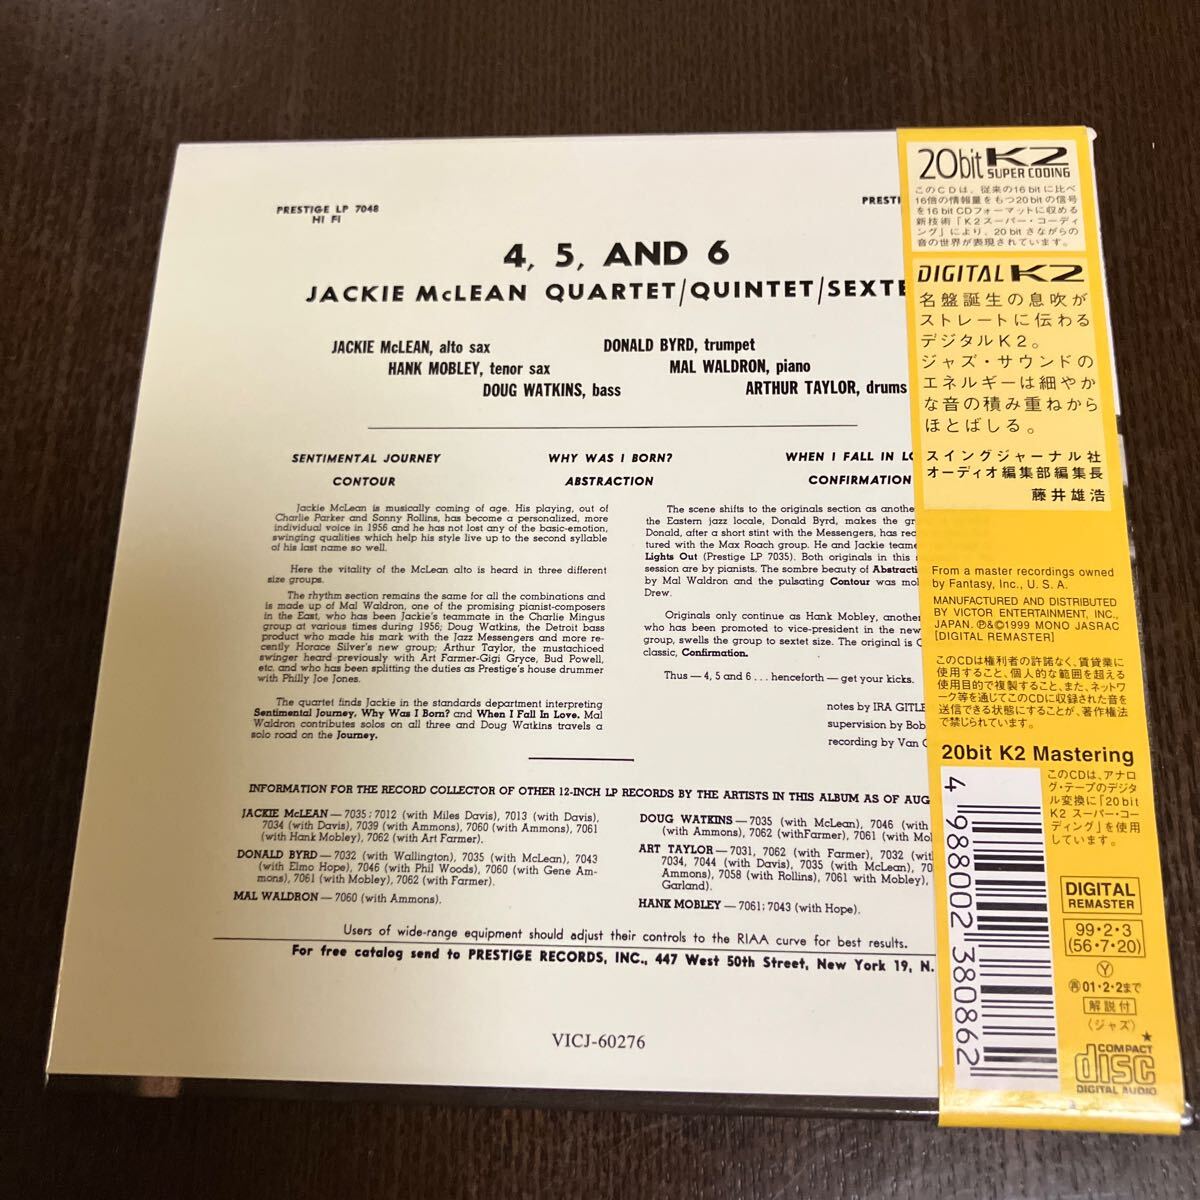 PRESTIGE LP 7048
HI FI
PRESTI
4, 5, AND 6
JACKIE McLEAN QUARTET/QUINTET/SEXTE
JACKIE McLEAN, alto sax
DONALD BYRD, trumpet
HANK MOBLEY, tenor sax
MAL WALDRON, piano
DOUG WATKINS, bass
ARTHUR TAYLOR, drums
SENTIMENTAL JOURNEY
WHY WAS I BORN?
WHEN I FALL IN LO
CONTOUR
ABSTRACTION
CONFIRMATION
Jackie McLean is musically coming of age. His playing, out of
Charlie Parker and Sonny Rollins, has become a personalized, more
individual voice in 1956 and he has not lost any of the basic-emotion,
swinging qualities which help his style live up to the second syllable
of his last name so well.
Here the vitality of the McLean alto is heard in three different
size groups.
The rhythm section remains the same for all the combinations and
is made up of Mal Waldron, one of the promising pianist-composers
in the East, who has been Jackie's teammate in the Charlie Mingus
group at various times during 1956; Doug Watkins, the Detroit bass
product who made his mark with the Jazz Messengers and more re-
cently Horace Silver's new group; Arthur Taylor, the mustachioed
swinger heard previously with Art Farmer-Gigi Gryce, Bud Powell,
etc. and who has been splitting the duties as Prestige's house drummer
with Philly Joe Jones.
The quartet finds Jackie in the standards department interpreting
Sentimental Journey, Why Was I Born? and When I Fall In Love. Mal
Waldron contributes solos on all three and Doug Watkins travels a
solo road on the Journey.
The scene shifts to the originals section as anothe
the Eastern jazz locale, Donald Byrd, makes the gr
Donald, after a short stint with the Messengers, has rec
tured with the Max Roach group. He and Jackie teame
Lights Out (Prestige LP 7035). Both originals in this s
session are by pianists. The sombre beauty of Abstracti
by Mal Waldron and the pulsating Contour was mol
Drew.
Originals only continue as Hank Mobley, anothe
who has been promoted to vice-president in the new
group, swells the group to sextet size. The original is C
classic, Confirmation.
Thus — 4, 5 and 6 . . . henceforth — get your kicks.
notes by IRA GITLE
supervision by Bob
recording by Van G
INFORMATION FOR THE RECORD COLLECTOR OF OTHER 12-INCH LP RECORDS BY THE ARTISTS IN THIS ALBUM AS OF AUG
JACKIE McLEAN — 7035; 7012 (with Miles Davis), 7013 (with Davis),
7034 (with Davis), 7039 (with Ammons), 7060 (with Ammons), 7061
(with Hank Mobley), 7062 (with Art Farmer).
DONALD BYRD — 7032 (with Wallington), 7035 (with McLean), 7043
(with Elmo Hope), 7046 (with Phil Woods), 7060 (with Gene Am-
mons), 7061 (with Mobley), 7062 (with Farmer).
MAL WALDRON — 7060 (with Ammons).
DOUG WATKINS — 7035 (with McLean), 7046 (with
(with Ammons), 7062 (withFarmer), 7061 (with Mo
ART TAYLOR — 7031, 7062 (with Farmer), 7032 (wit
7034, 7044 (with Davis), 7035 (with McLean), 70
Ammons), 7058 (with Rollins), 7061 with Mobley),
Garland).
HANK MOBLEY — 7061; 7043 (with Hope).
Users of wide-range equipment should adjust their controls to the RIAA curve for best results.
For free catalog send to PRESTIGE RECORDS, INC., 447 West 50th Street, New York 19, N.
VICJ-60276
20bit K2
SUPER CODING
このCDは、従来の16bitに比べ
16倍の情報量をもつ20bitの信号
を16bit CDフォーマットに収める
新技術「K2スーパー・コーディ
ング」により、20bitさながらの
音の世界が表現されています。
DIGITAL K2
名盤誕生の息吹が
ストレートに伝わる
デジタルK2。
ジャズ・サウンドの
エネルギーは細やか
な音の積み重ねから
ほとばしる。
スイングジャーナル社
オーディオ編集部編集長
藤井雄浩
From a master recordings owned
by Fantasy, Inc., U. S. A.
MANUFACTURED AND DISTRIBUTED
BY VICTOR ENTERTAINMENT, INC.,
JAPAN. ℗&©1999 MONO JASRAC
[DIGITAL REMASTER]
このCDは権利者の許諾なく、賃貸業に
使用すること、個人的な範囲を超える
使用目的で複製すること、また、ネットワ
ーク等を通じてこのCDに収録された音を
送信できる状態にすることが、著作権法
で禁じられています。
20bit K2 Mastering
4 988002 380862
このCDは、アナロ
グ・テープのデジタ
ル変換に「20bit
K2 スーパー・コー
ディング」を使用
しています。
DIGITAL
REMASTER
99・2・3
(56・7・20)
Ⓨ
㊢01・2・2まで
解説付
〈ジャズ〉
★
COMPACT
disc
DIGITAL AUDIO